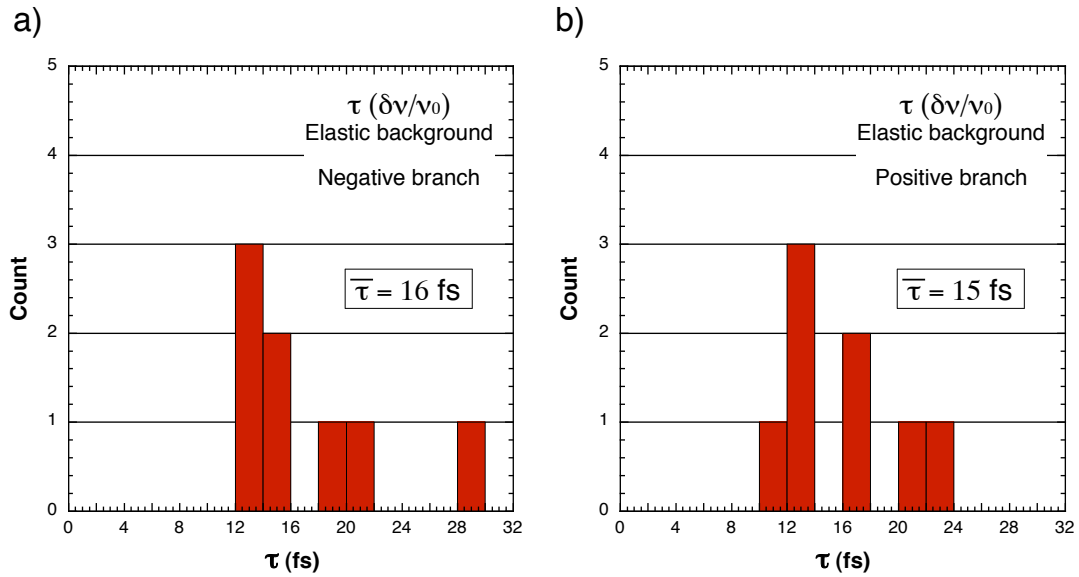 a)
5
4
3
2
1
0
Count
τ (δν/ν₀)
Elastic background
Negative branch
τ̅ = 16 fs
0 4 8 12 16 20 24 28 32
τ (fs)
b)
5
4
3
2
1
0
Count
τ (δν/ν₀)
Elastic background
Positive branch
τ̅ = 15 fs
0 4 8 12 16 20 24 28 32
τ (fs)